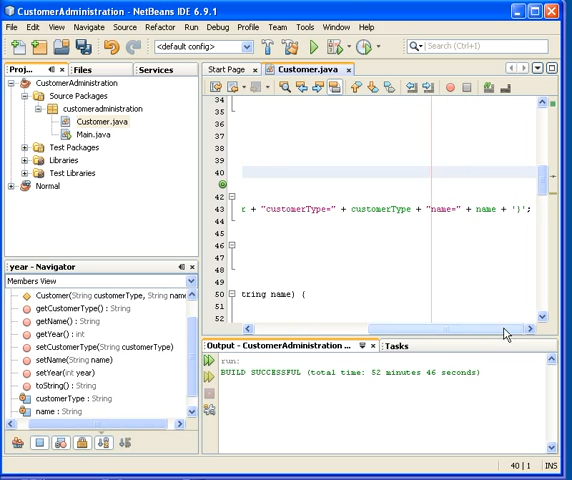 CustomerAdministration - NetBeans IDE 6.9.1
File Edit View Navigate Source Refactor Run Debug Profile Team Tools Window Help
<default config> Search (Ctrl+I)
Proj... Files Services
CustomerAdministration
Source Packages
customeradministration
Customer.java
Main.java
Test Packages
Libraries
Test Libraries
Normal
year - Navigator
Members View
Customer(String customerType, String name
getCustomerType() : String
getName() : String
getYear() : int
setCustomerType(String customerType)
setName(String name)
setYear(int year)
toString() : String
customerType : String
name : String
Start Page Customer.java
34
35
36
37
38
39
40
42
43 r + "customerType=" + customerType + "name=" + name + '}';
44
45
46
47
48
49
50 tring name) {
51
52
Output - CustomerAdministration ... Tasks
run:
BUILD SUCCESSFUL (total time: 52 minutes 46 seconds)
40 | 1 INS